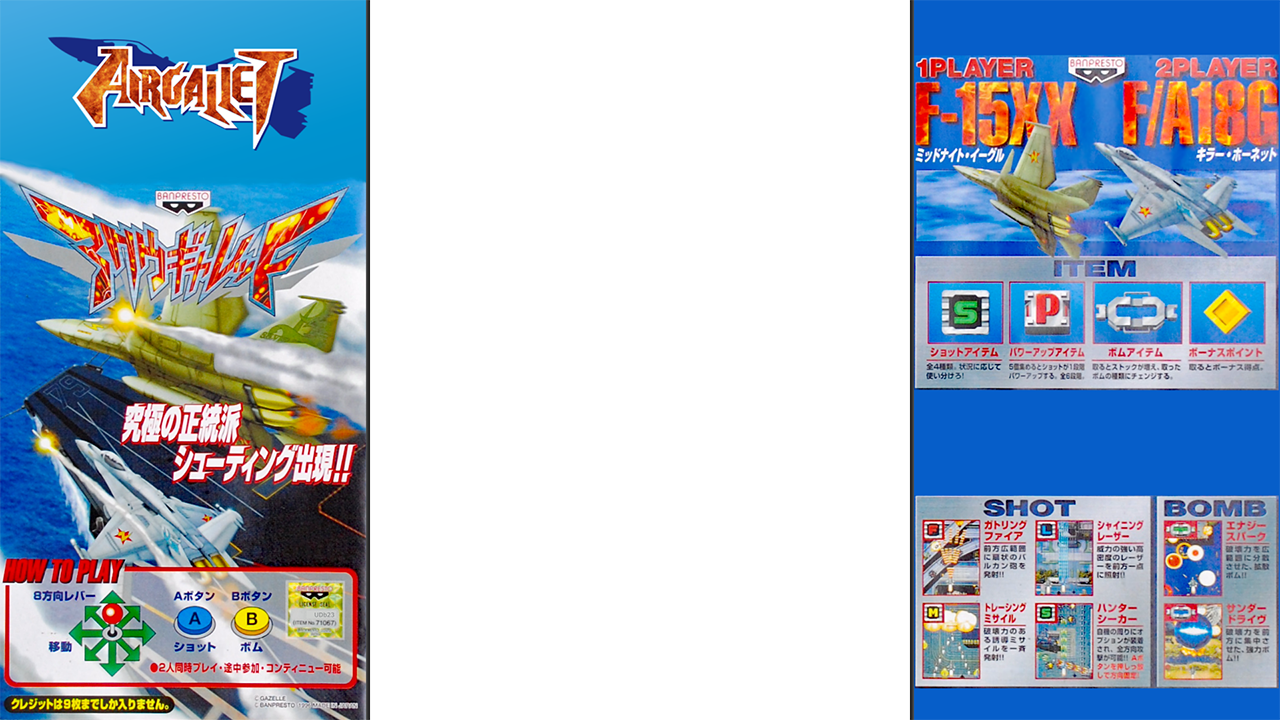 AIRGALLET
BANPRESTO
アクウギャレット
究極の正統派
シューティング出現!!
HOW TO PLAY
8方向レバー
移動
Aボタン
Bボタン
A
B
ショット
ボム
BANPRESTO
LICENSE SEAL
UD523
(ITEM No.71067)
●2人同時プレイ・途中参加・コンティニュー可能
クレジットは9枚までしか入りません。
© GAZELLE
© BANPRESTO 1996 MADE IN JAPAN
1PLAYER
BANPRESTO
2PLAYER
F-15XX
F/A18G
ミッドナイト・イーグル
キラー・ホーネット
ITEM
S
P
ショットアイテム
パワーアップアイテム
ボムアイテム
ボーナスポイント
全4種類。状況に応じて
使い分けろ!
5個集めるとショットが1段階
パワーアップする。全6段階。
取るとストックが増え、取った
ボムの種類にチェンジする。
取るとボーナス得点。
SHOT
F
ガトリング
ファイア
前方広範囲
に扇状のバ
ルカン砲を
発射!!
L
シャイニング
レーザー
威力の強い高
密度のレーザ
ーを前方一点
に照射!!
M
トレーシング
ミサイル
破壊力のあ
る誘導ミサ
イルを一斉
発射!!
S
ハンター
シーカー
自機の周りにオ
プションが装着
され、全方向攻
撃が可能!!Aボ
タンを押しっ放
しで方向固定。
BOMB
エナジー
スパーク
破壊力を広
範囲に分散
させた、拡散
ボム!!
サンダー
ドライヴ
破壊力を前
方に集中さ
せた、強力ボ
ム!!